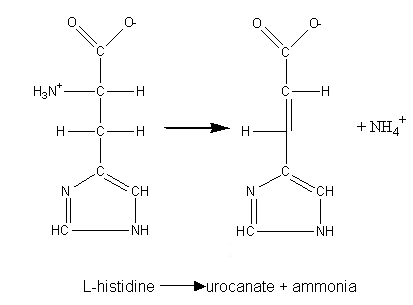 O O- O O-
C C
H₃N⁺ C H C H
H C H H + NH₄⁺
C C
N CH N CH
HC NH HC NH
L-histidine urocanate + ammonia